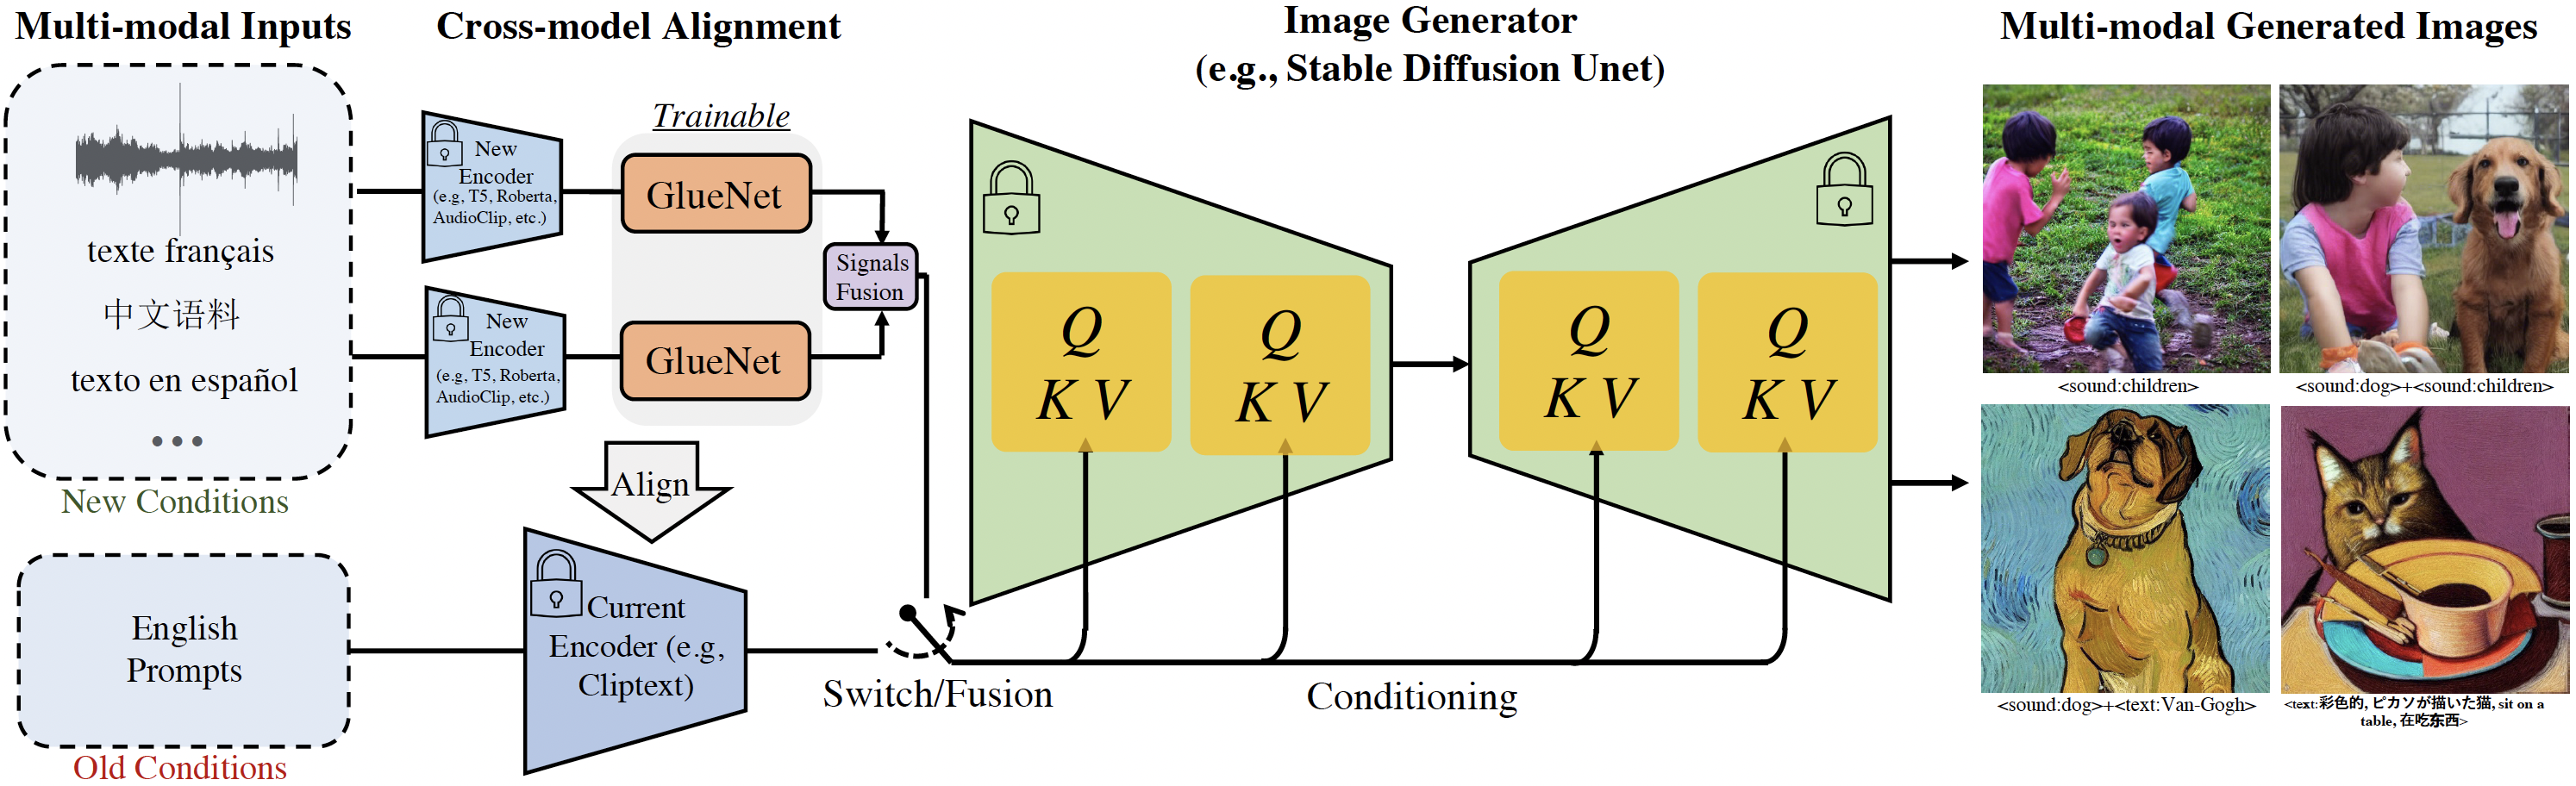 Multi-modal Inputs
texte français
中文语料
texto en español
•••
New Conditions
English
Prompts
Old Conditions
Cross-model Alignment
Trainable
New
Encoder
(e.g, T5, Roberta,
AudioClip, etc.)
GlueNet
New
Encoder
(e.g, T5, Roberta,
AudioClip, etc.)
GlueNet
Signals
Fusion
Align
Current
Encoder (e.g,
Cliptext)
Switch/Fusion
Image Generator
(e.g., Stable Diffusion Unet)
Q
K V
Q
K V
Q
K V
Q
K V
Conditioning
Multi-modal Generated Images
<sound:children>
<sound:dog>+<sound:children>
<sound:dog>+<text:Van-Gogh>
<text:彩色的, ピカソが描いた猫, sit on a
table, 在吃东西>